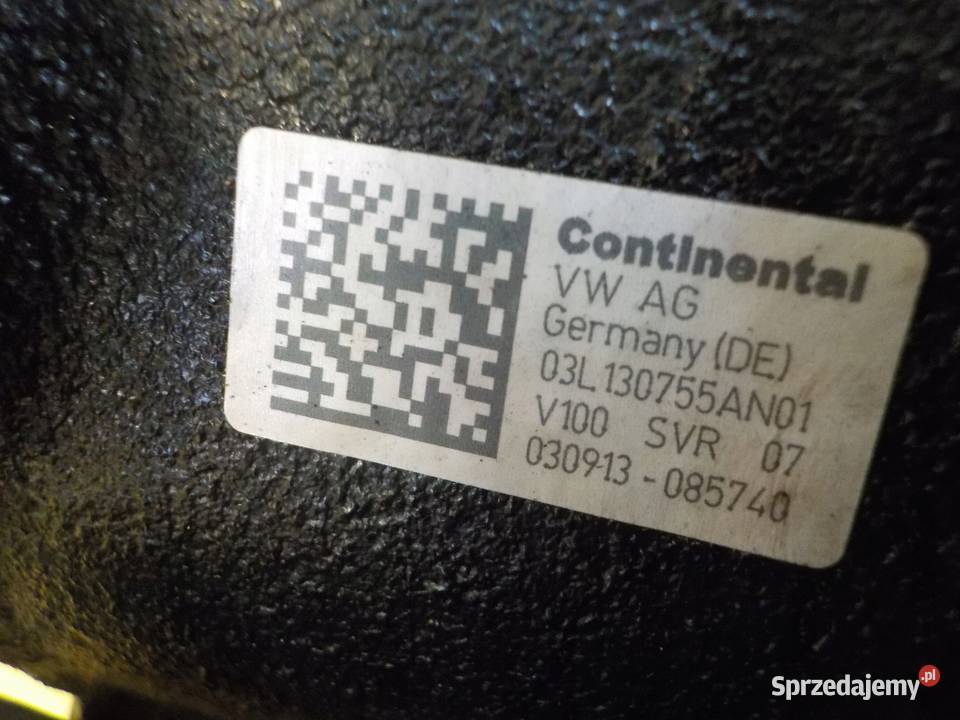 Continental
VW AG
Germany (DE)
03L130755AN01
V100 SVR 07
030913 - 085740
Sprzedajemy.pl